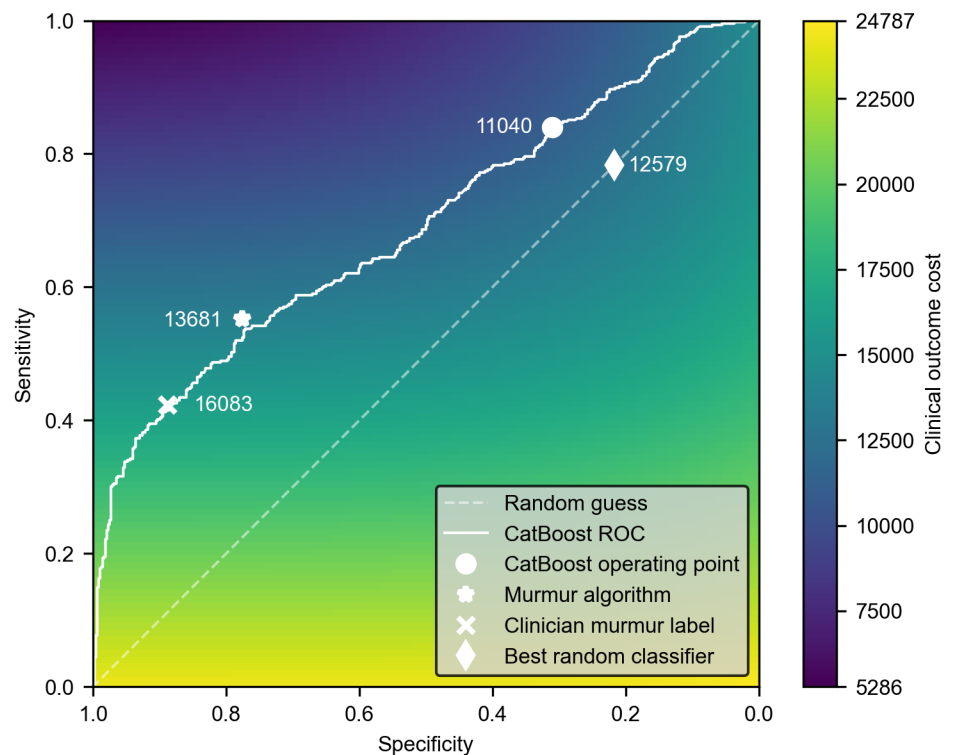 1.0
0.8
0.6
0.4
0.2
0.0
Sensitivity
1.0
0.8
0.6
0.4
0.2
0.0
Specificity
11040
12579
13681
16083
Random guess
CatBoost ROC
CatBoost operating point
Murmur algorithm
Clinician murmur label
Best random classifier
24787
22500
20000
17500
15000
12500
10000
7500
5286
Clinical outcome cost